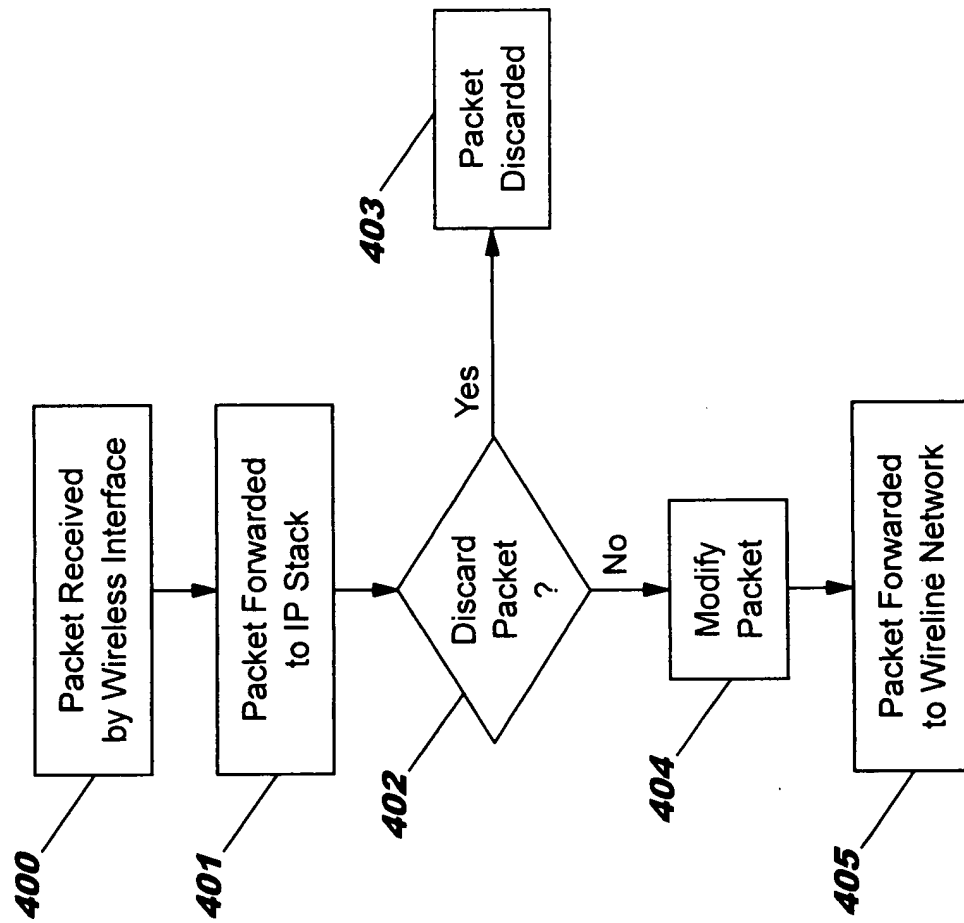 400
Packet Received
by Wireless Interface
401
Packet Forwarded
to IP Stack
402
Discard
Packet
?
Yes
403
Packet
Discarded
No
404
Modify
Packet
405
Packet Forwarded
to Wireline Network